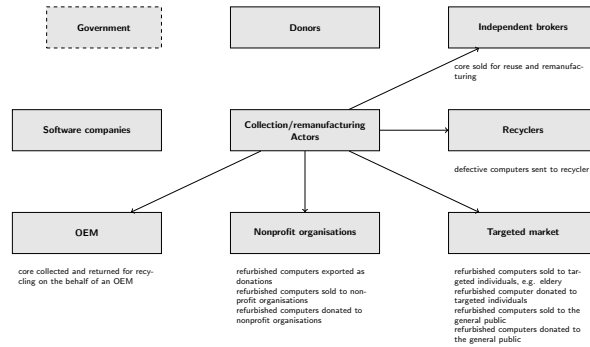 Government
Donors
Independent brokers
core sold for reuse and remanufac-
turing
Software companies
Collection/remanufacturing
Actors
Recyclers
defective computers sent to recycler
OEM
Nonprofit organisations
Targeted market
core collected and returned for recy-
cling on the behalf of an OEM
refurbished computers exported as
donations
refurbished computers sold to non-
profit organisations
refurbished computers donated to
nonprofit organisations
refurbished computers sold to tar-
geted individuals, e.g. eldery
refurbished computer donated to
targeted individuals
refurbished computers sold to the
general public
refurbished computers donated to
the general public